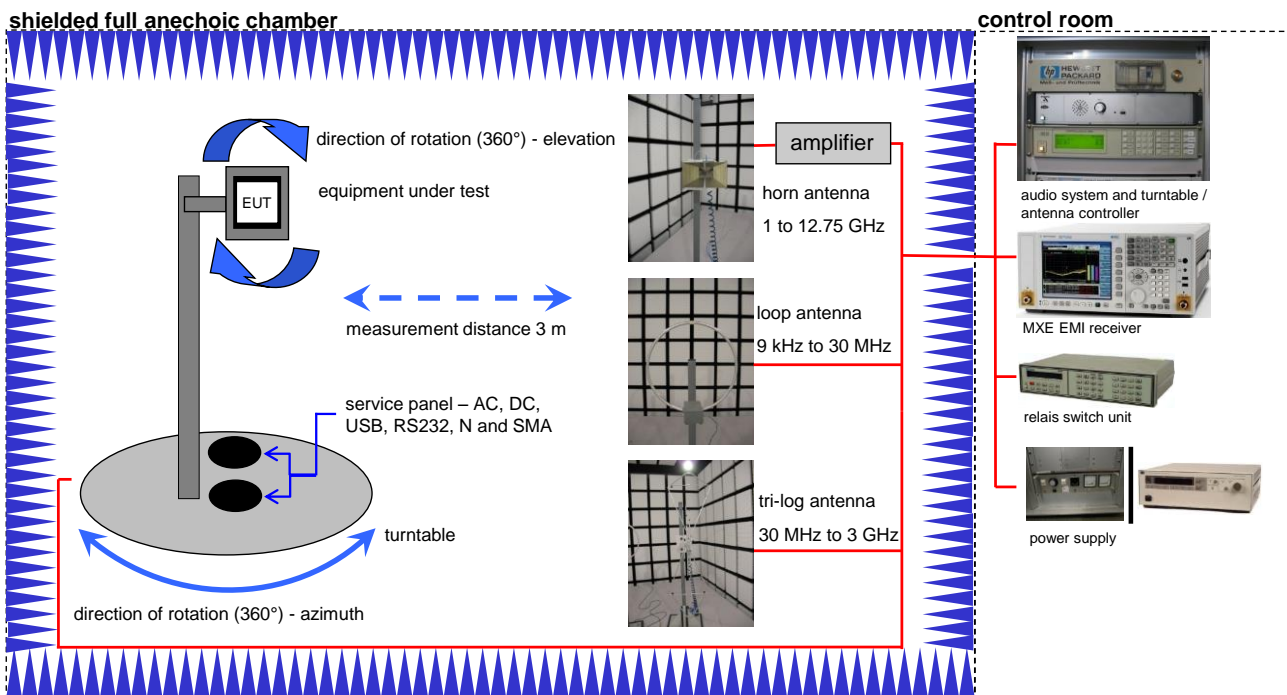 shielded full anechoic chamber
control room
direction of rotation (360°) - elevation
equipment under test
EUT
amplifier
horn antenna
1 to 12.75 GHz
measurement distance 3 m
loop antenna
9 kHz to 30 MHz
service panel – AC, DC,
USB, RS232, N and SMA
tri-log antenna
30 MHz to 3 GHz
turntable
direction of rotation (360°) - azimuth
hp
HEWLETT
PACKARD
audio system and turntable /
antenna controller
MXE EMI receiver
relais switch unit
power supply